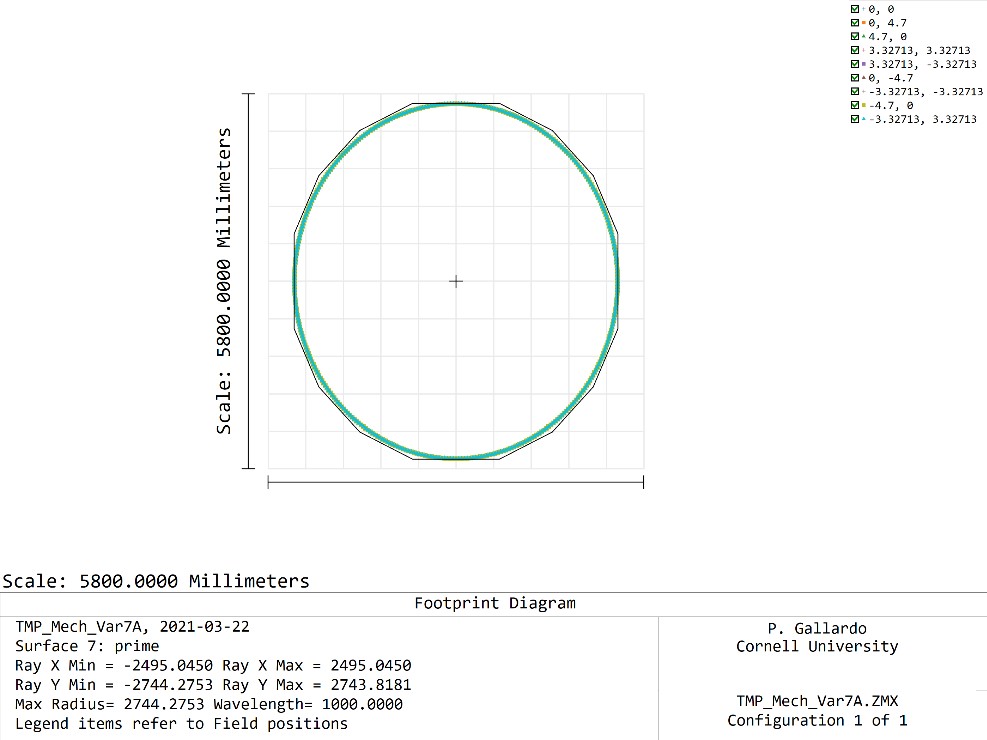 0, 0
0, 4.7
4.7, 0
3.32713, 3.32713
3.32713, -3.32713
0, -4.7
-3.32713, -3.32713
-4.7, 0
-3.32713, 3.32713
Scale: 5800.0000 Millimeters
Scale: 5800.0000 Millimeters
Footprint Diagram
TMP_Mech_Var7A, 2021-03-22
Surface 7: prime
Ray X Min = -2495.0450 Ray X Max = 2495.0450
Ray Y Min = -2744.2753 Ray Y Max = 2743.8181
Max Radius= 2744.2753 Wavelength= 1000.0000
Legend items refer to Field positions
P. Gallardo
Cornell University
TMP_Mech_Var7A.ZMX
Configuration 1 of 1